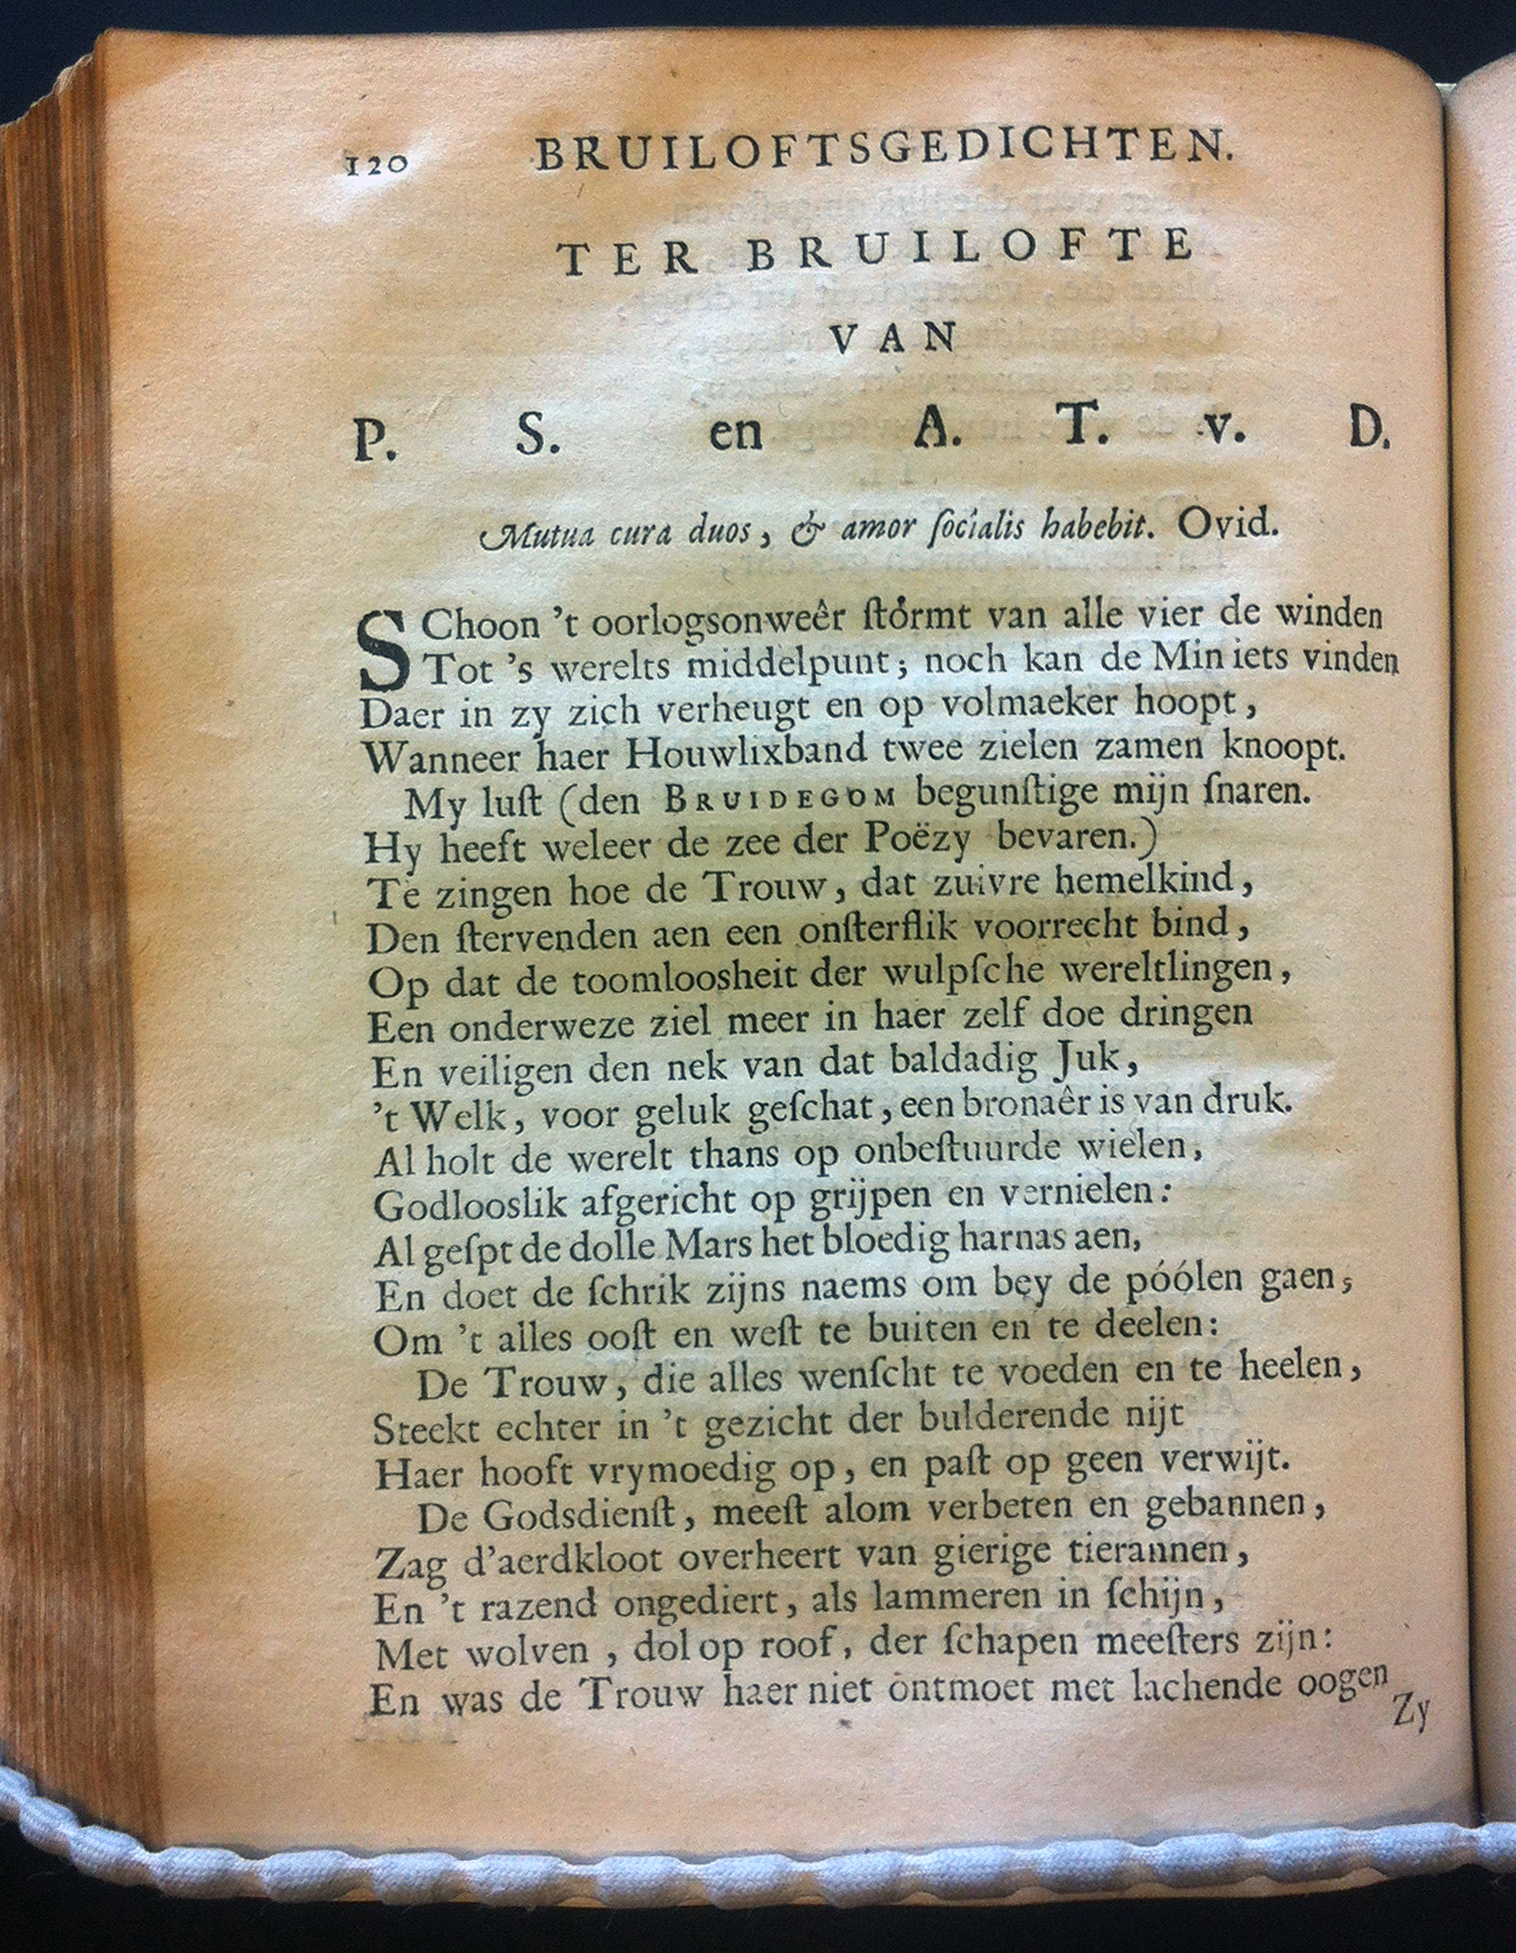 120 BRUILOFTSGEDICHTEN.
TER BRUILOFTE
VAN
P. S. en A. T. v. D.
Mutua cura duos, & amor ſocialis habebit. Ovid.
SChoon 't oorlogsonweêr ſtórmt van alle vier de winden
Tot 's werelts middelpunt; noch kan de Min iets vinden
Daer in zy zich verheugt en op volmaeker hoopt,
Wanneer haer Houwlixband twee zielen zamen knoopt.
My luſt (den BRUIDEGOM begunſtige mijn ſnaren.
Hy heeft weleer de zee der Poëzy bevaren.)
Te zingen hoe de Trouw, dat zuivre hemelkind,
Den ſtervenden aen een onſterflik voorrecht bind,
Op dat de toomloosheit der wulpſche wereltlingen,
Een onderweze ziel meer in haer zelf doe dringen
En veiligen den nek van dat baldadig Juk,
't Welk, voor geluk geſchat, een bronaêr is van druk.
Al holt de werelt thans op onbeſtuurde wielen,
Godlooslik afgericht op grijpen en vernielen:
Al geſpt de dolle Mars het bloedig harnas aen,
En doet de ſchrik zijns naems om bey de póólen gaen;
Om 't alles ooſt en weſt te buiten en te deelen:
De Trouw, die alles wenſcht te voeden en te heelen,
Steekt echter in 't gezicht der bulderende nijt
Haer hooft vrymoedig op, en paſt op geen verwijt.
De Godsdienſt, meeſt alom verbeten en gebannen,
Zag d'aerdkloot overheert van gierige tierannen,
En 't razend ongediert, als lammeren in ſchijn,
Met wolven, dol op roof, der ſchapen meeſters zijn:
En was de Trouw haer niet óntmoet met lachende oogen
Zy